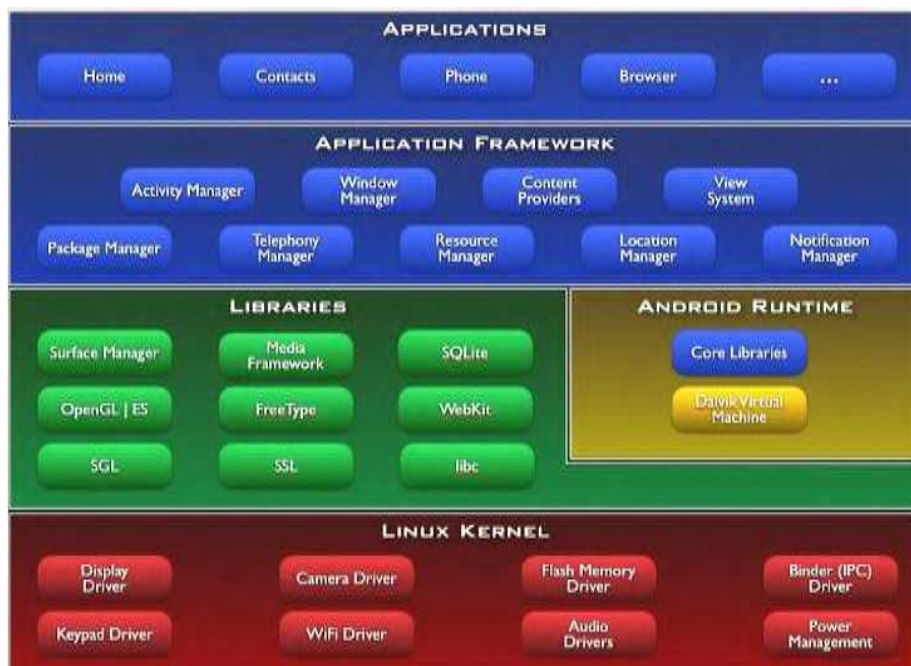 APPLICATIONS
Home
Contacts
Phone
Browser
...
APPLICATION FRAMEWORK
Activity Manager
Window
Manager
Content
Providers
View
System
Package Manager
Telephony
Manager
Resource
Manager
Location
Manager
Notification
Manager
LIBRARIES
Surface Manager
Media
Framework
SQLite
OpenGL | ES
FreeType
WebKit
SGL
SSL
libc
ANDROID RUNTIME
Core Libraries
Dalvik Virtual
Machine
LINUX KERNEL
Display
Driver
Camera Driver
Flash Memory
Driver
Binder (IPC)
Driver
Keypad Driver
WiFi Driver
Audio
Drivers
Power
Management